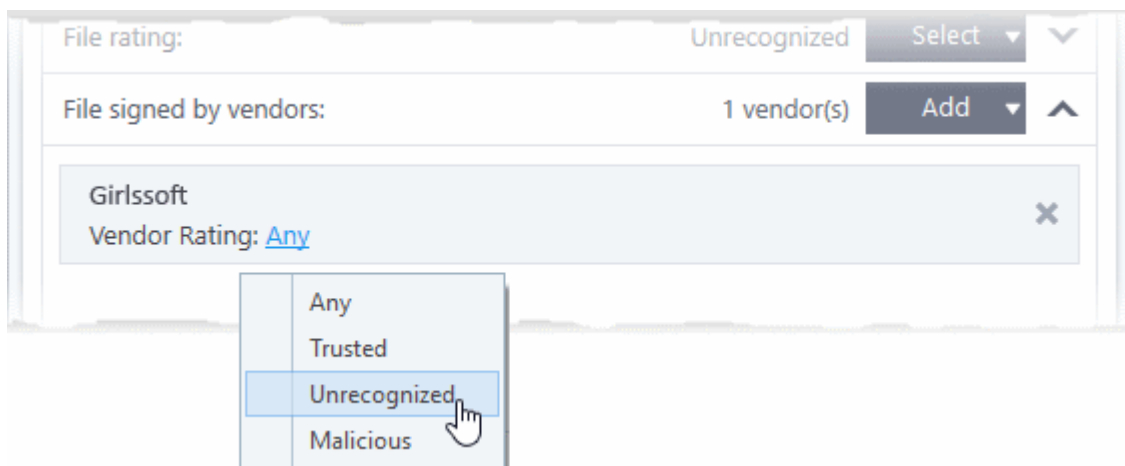 File rating: Unrecognized Select
File signed by vendors: 1 vendor(s) Add
Girlssoft
Vendor Rating: Any
Any
Trusted
Unrecognized
Malicious